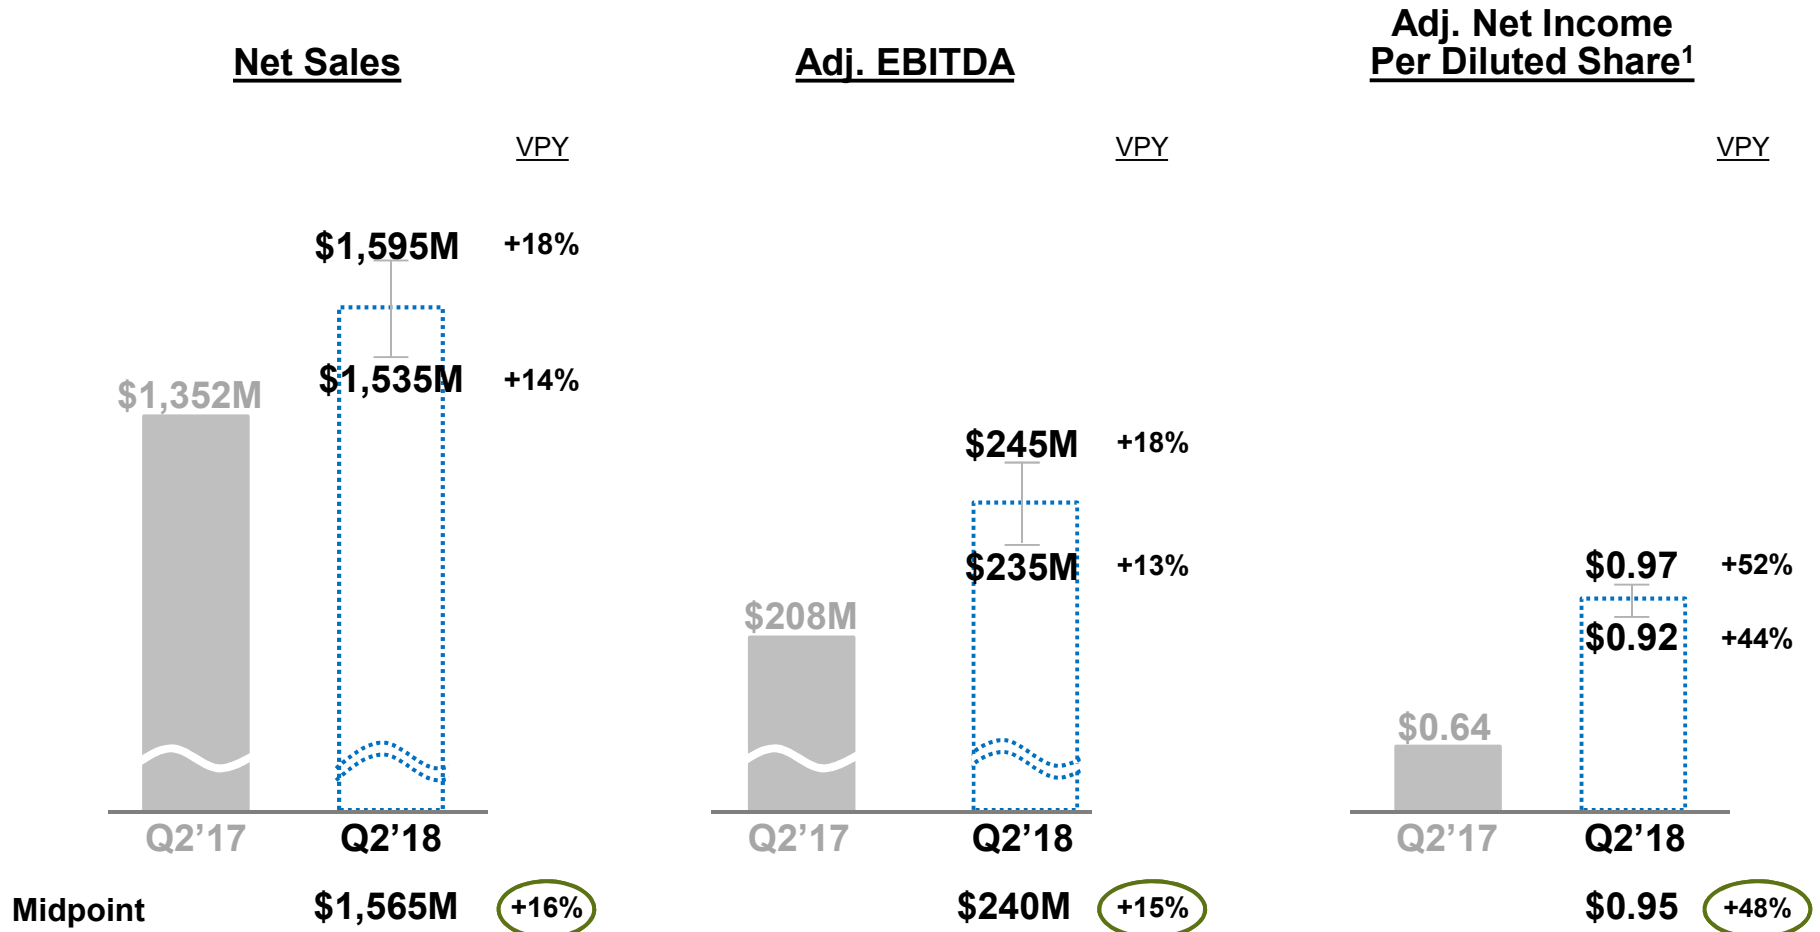 Net Sales
VPY
$1,595M +18%
$1,535M +14%
$1,352M
Q2’17 Q2’18
Adj. EBITDA
VPY
$245M +18%
$235M +13%
$208M
Q2’17 Q2’18
Adj. Net Income
Per Diluted Share¹
VPY
$0.97 +52%
$0.92 +44%
$0.64
Q2’17 Q2’18
Midpoint $1,565M +16% $240M +15% $0.95 +48%